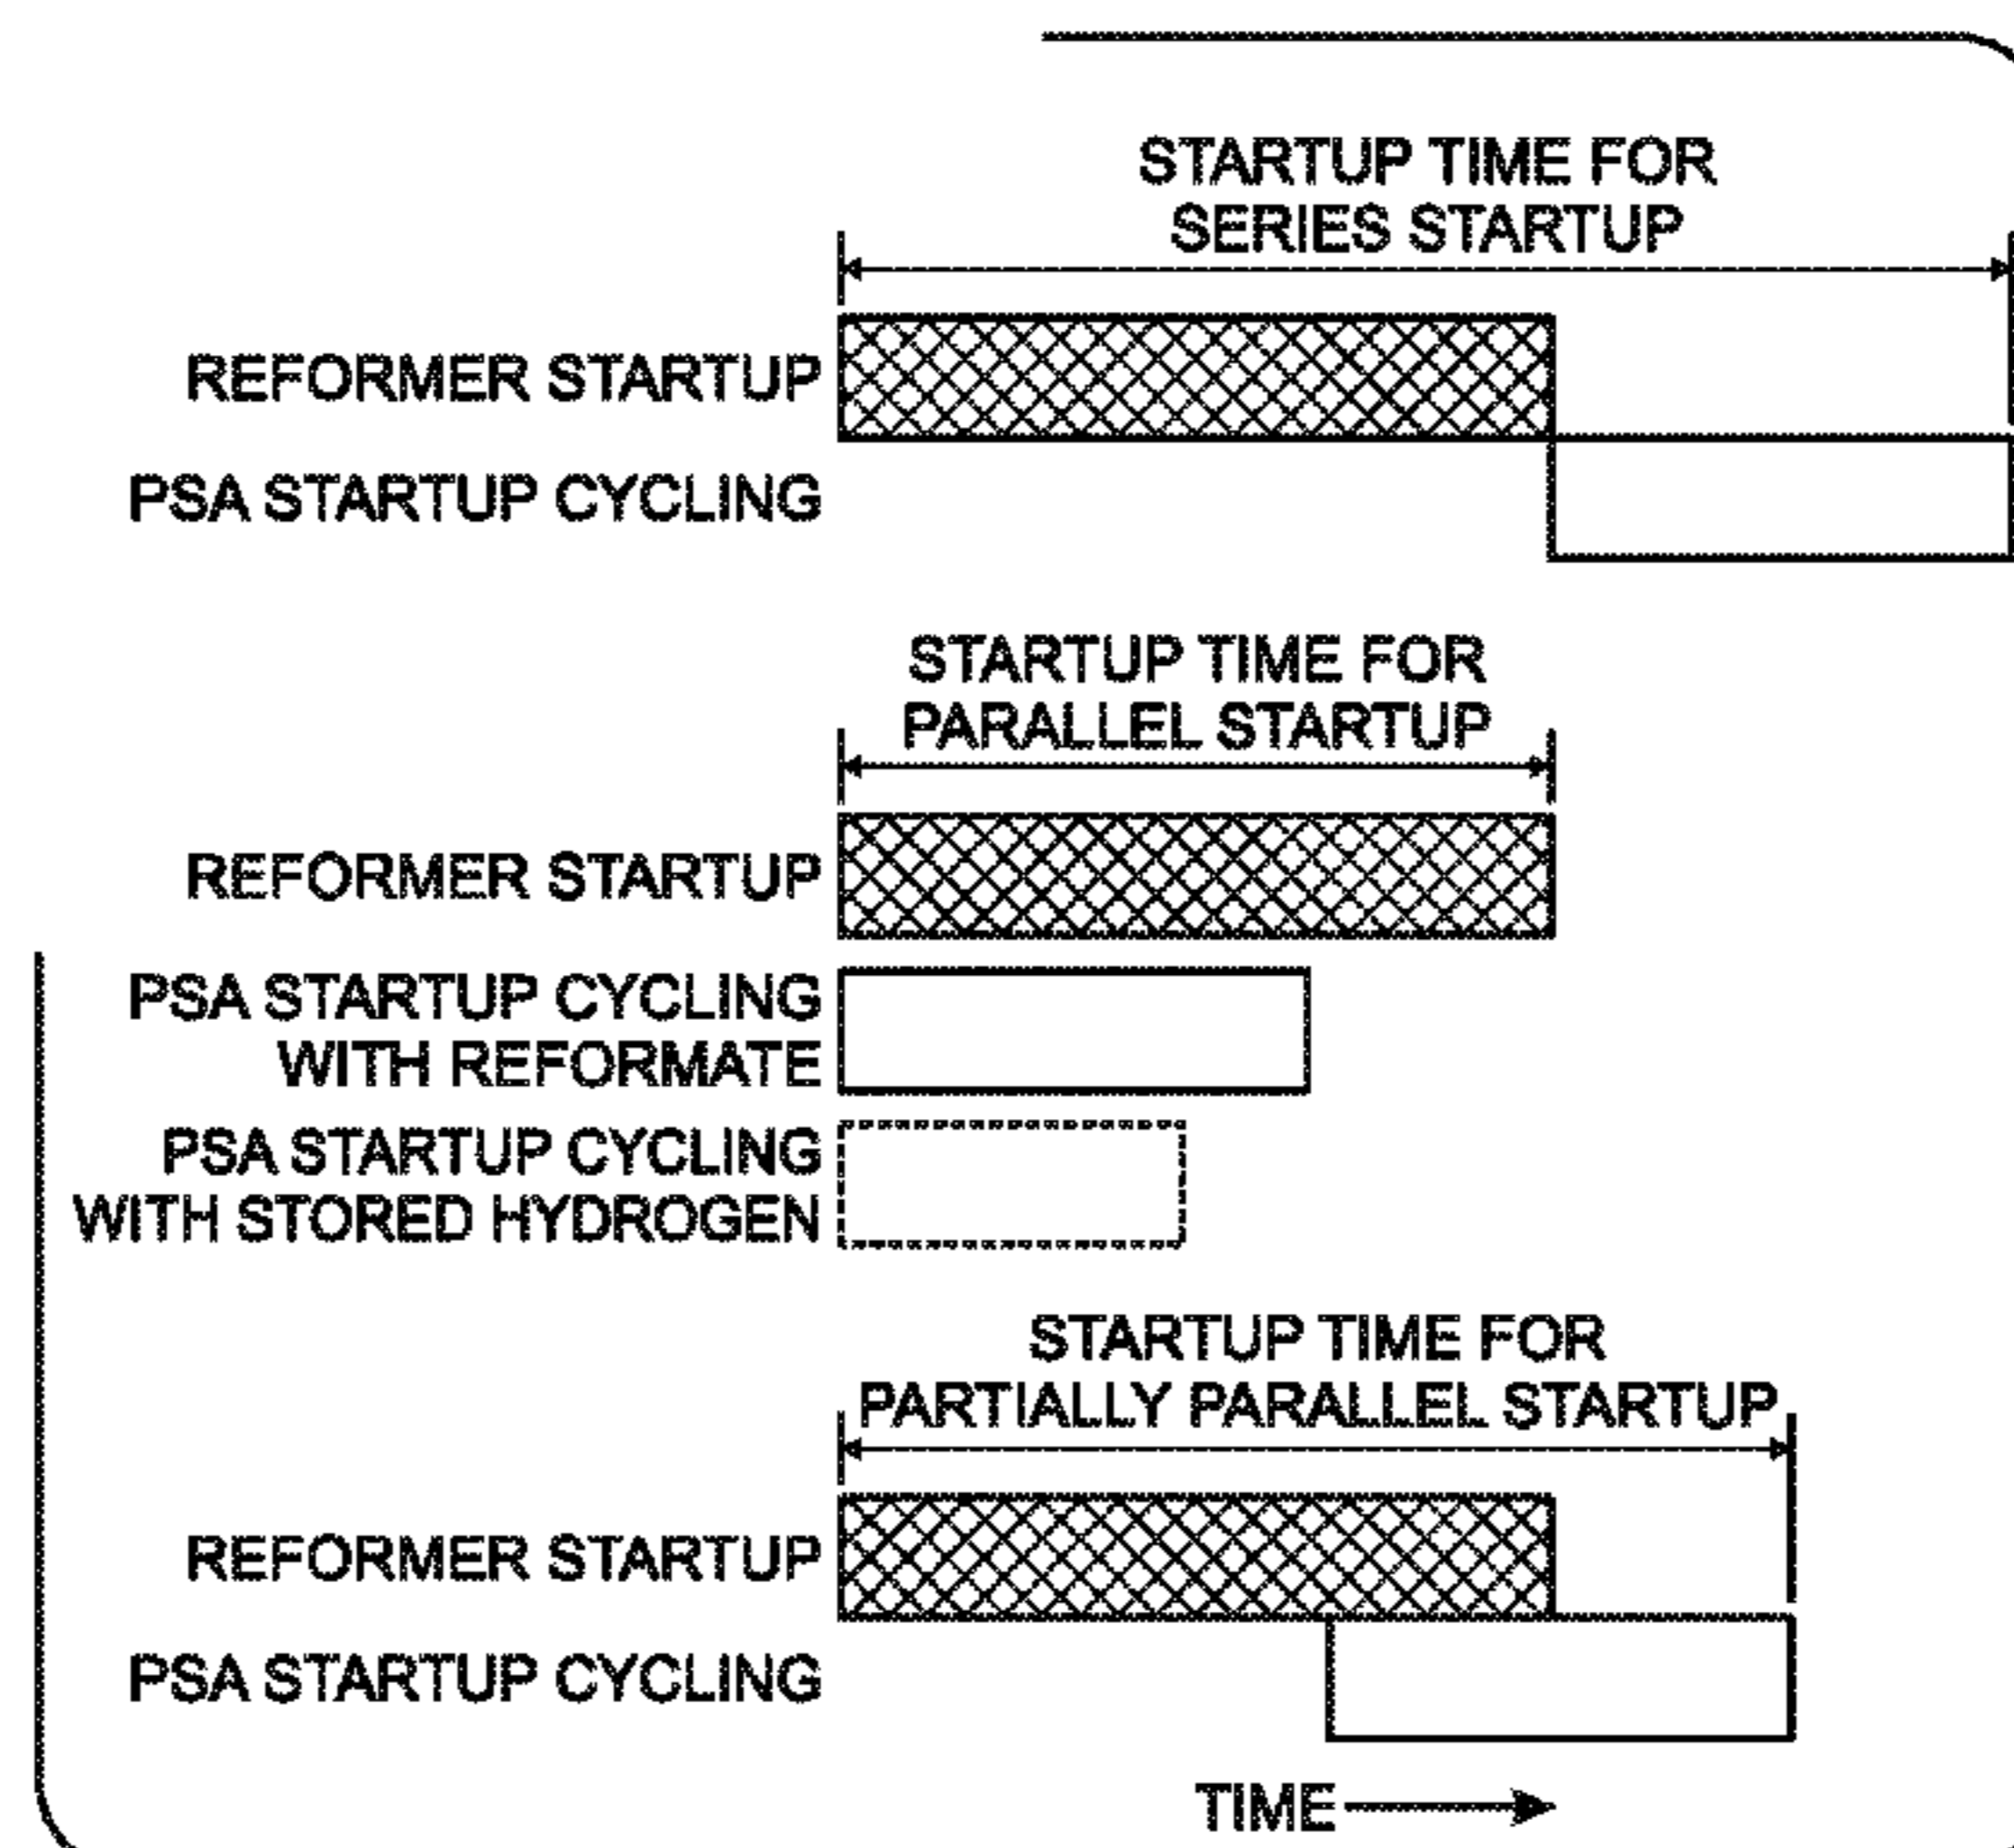 STARTUP TIME FOR
SERIES STARTUP
REFORMER STARTUP
PSA STARTUP CYCLING
STARTUP TIME FOR
PARALLEL STARTUP
REFORMER STARTUP
PSA STARTUP CYCLING
WITH REFORMATE
PSA STARTUP CYCLING
WITH STORED HYDROGEN
STARTUP TIME FOR
PARTIALLY PARALLEL STARTUP
REFORMER STARTUP
PSA STARTUP CYCLING
TIME